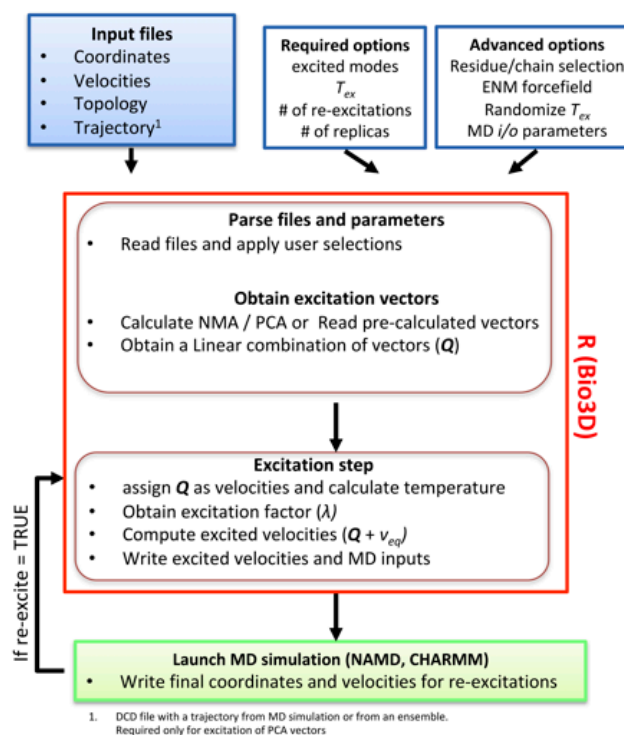 Input files
• Coordinates
• Velocities
• Topology
• Trajectory1
Required options
excited modes
Tex
# of re-excitations
# of replicas
Advanced options
Residue/chain selection
ENM forcefield
Randomize Tex
MD i/o parameters
Parse files and parameters
• Read files and apply user selections
Obtain excitation vectors
• Calculate NMA / PCA or Read pre-calculated vectors
• Obtain a Linear combination of vectors (Q)
R (Bio3D)
Excitation step
• assign Q as velocities and calculate temperature
• Obtain excitation factor (λ)
• Compute excited velocities (Q + veq)
• Write excited velocities and MD inputs
If re-excite = TRUE
Launch MD simulation (NAMD, CHARMM)
• Write final coordinates and velocities for re-excitations
1. DCD file with a trajectory from MD simulation or from an ensemble.
Required only for excitation of PCA vectors